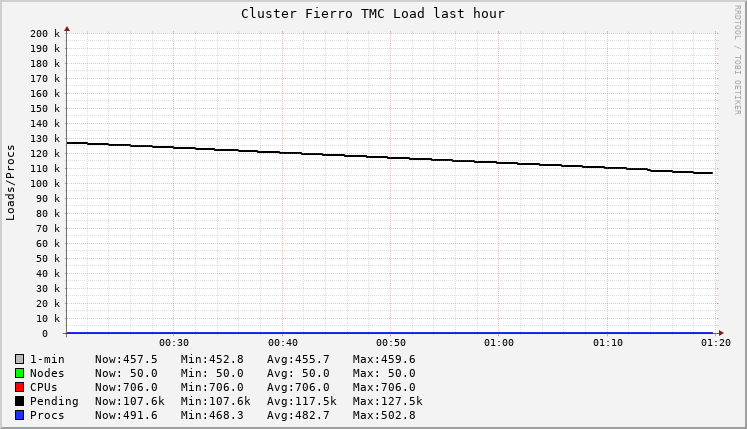 Cluster Fierro TMC Load last hour
RRDTOOL / TOBI OETIKER
Loads/Procs
200 k
190 k
180 k
170 k
160 k
150 k
140 k
130 k
120 k
110 k
100 k
90 k
80 k
70 k
60 k
50 k
40 k
30 k
20 k
10 k
0
00:30 00:40 00:50 01:00 01:10 01:20
1-min Now:457.5 Min:452.8 Avg:455.7 Max:459.6
Nodes Now: 50.0 Min: 50.0 Avg: 50.0 Max: 50.0
CPUs Now:706.0 Min:706.0 Avg:706.0 Max:706.0
Pending Now:107.6k Min:107.6k Avg:117.5k Max:127.5k
Procs Now:491.6 Min:468.3 Avg:482.7 Max:502.8